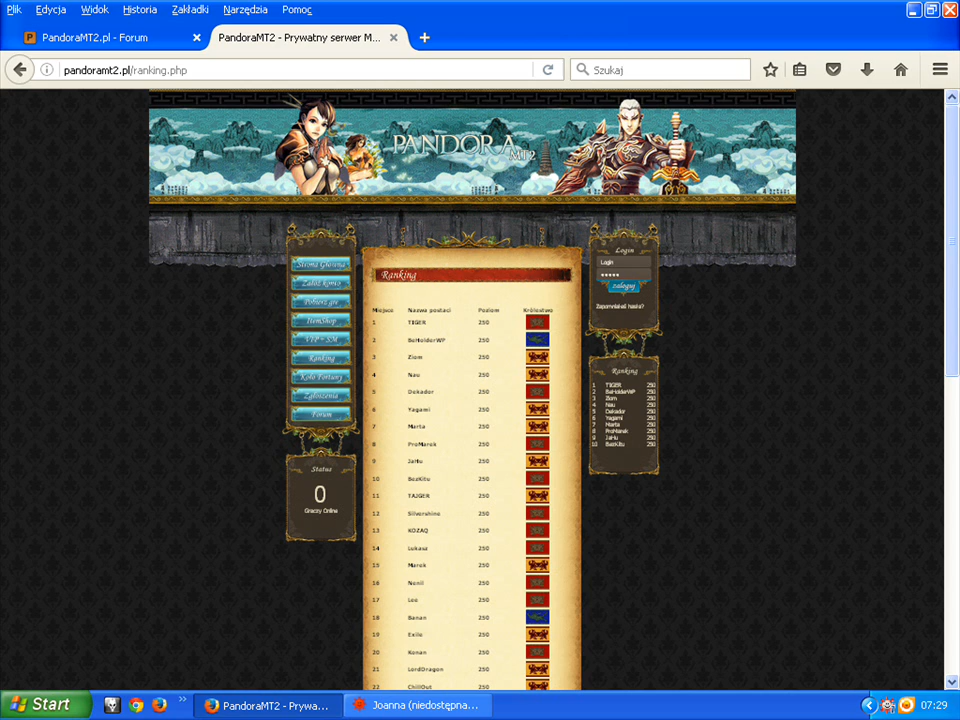 Plik Edycja Widok Historia Zakładki Narzędzia Pomoc
PandoraMT2.pl - Forum
PandoraMT2 - Prywatny serwer M...
pandoramt2.pl/ranking.php
Szukaj
PANDORA
MT2
Strona Główna
Załóż konto
Pobierz grę
ItemShop
VIP + SM
Ranking
Koło Fortuny
Zgłoszenia
Forum
Status
0
Graczy Online
Ranking
Miejsce Nazwa postaci Poziom Królestwo
1 TIGER 250
2 BeHolderWP 250
3 Ziom 250
4 Nau 250
5 Dekador 250
6 Yagami 250
7 Marta 250
8 ProMarek 250
9 JaHu 250
10 BezKitu 250
11 TAJGER 250
12 Silvershine 250
13 KOZAQ 250
14 Lukasz 250
15 Marek 250
16 Nenil 250
17 Lee 250
18 Banan 250
19 Exile 250
20 Konan 250
21 LordDragon 250
22 ChillOut 250
Login
Login
zaloguj
Zapomniałeś hasła?
Ranking
1 TIGER 250
2 BeHolderWP 250
3 Ziom 250
4 Nau 250
5 Dekador 250
6 Yagami 250
7 Marta 250
8 ProMarek 250
9 JaHu 250
10 BezKitu 250
Start
PandoraMT2 - Prywa...
Joanna (niedostępna...
07:29